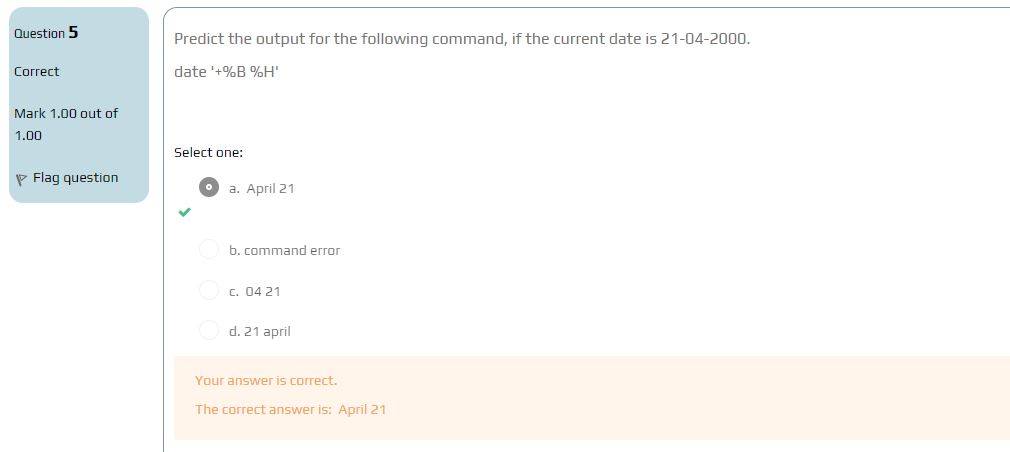 Question 5
Correct
Mark 1.00 out of
1.00
Flag question
Predict the output for the following command, if the current date is 21-04-2000.
date '+%B %H'
Select one:
a. April 21
b. command error
c. 04 21
d. 21 april
Your answer is correct.
The correct answer is: April 21